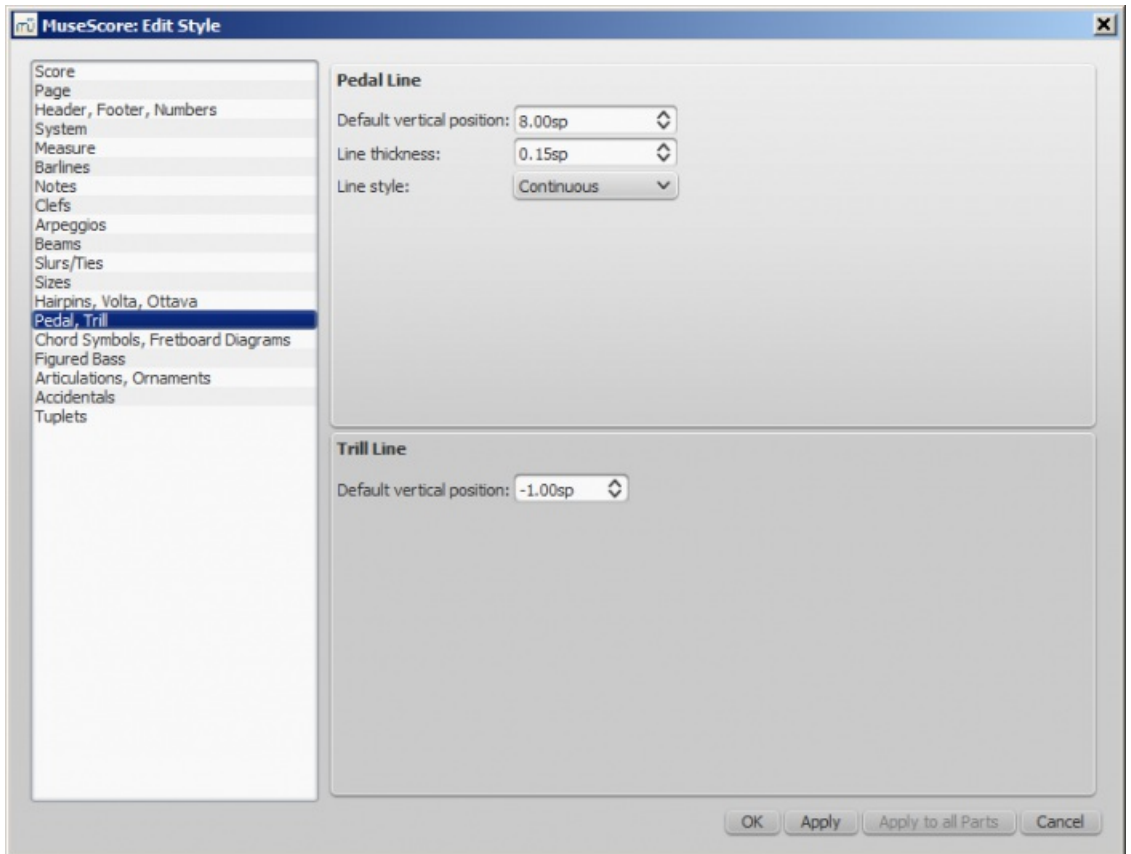 mū MuseScore: Edit Style
Score
Page
Header, Footer, Numbers
System
Measure
Barlines
Notes
Clefs
Arpeggios
Beams
Slurs/Ties
Sizes
Hairpins, Volta, Ottava
Pedal, Trill
Chord Symbols, Fretboard Diagrams
Figured Bass
Articulations, Ornaments
Accidentals
Tuplets
Pedal Line
Default vertical position: 8.00sp
Line thickness: 0.15sp
Line style: Continuous
Trill Line
Default vertical position: -1.00sp
OK Apply Apply to all Parts Cancel